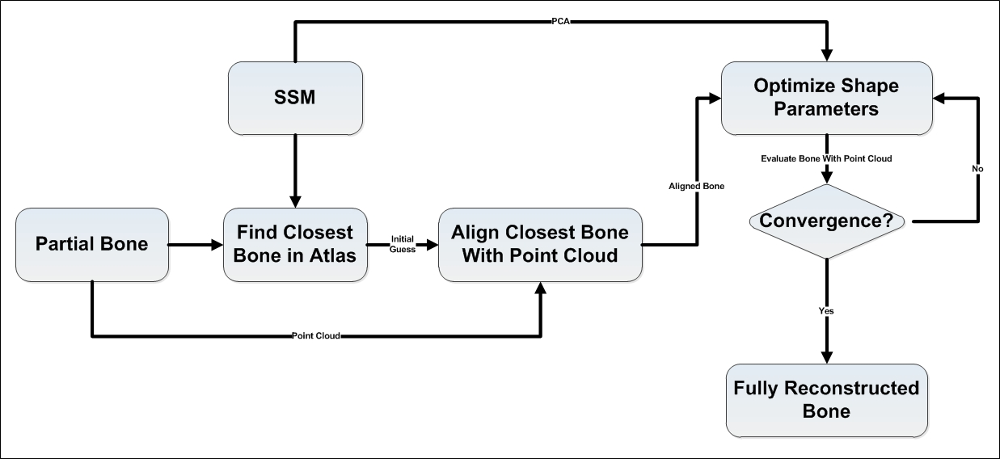 PCA
SSM
Optimize Shape
Parameters
Evaluate Bone With Point Cloud
No
Aligned Bone
Partial Bone
Find Closest
Bone in Atlas
Initial
Guess
Align Closest Bone
With Point Cloud
Convergence?
Point Cloud
Yes
Fully Reconstructed
Bone